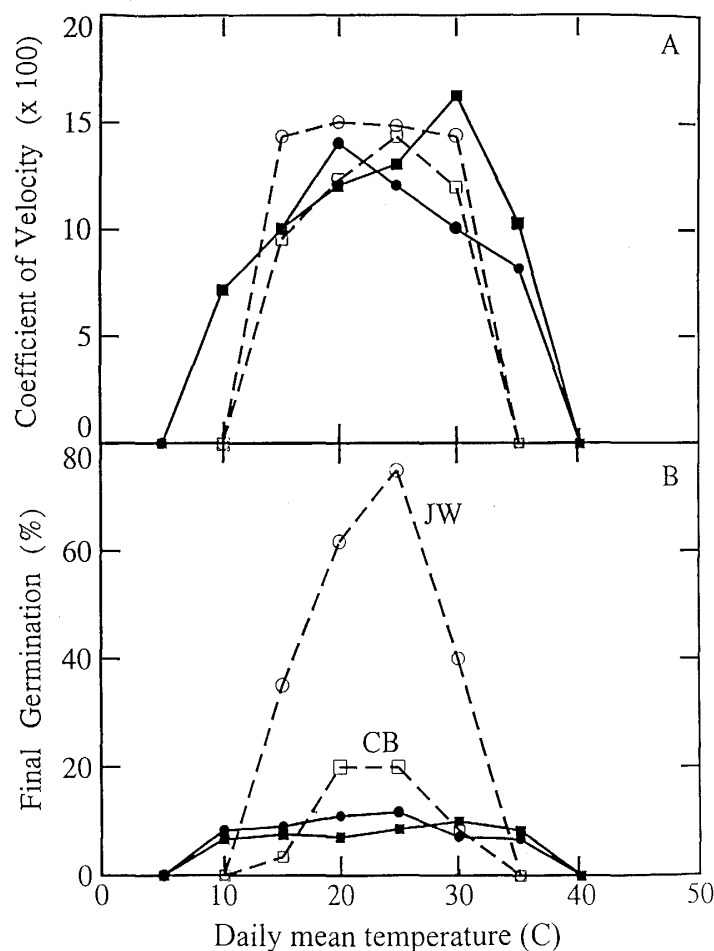 Coefficient of Velocity (x 100)
20
15
10
5
0
A
Final Germination (%)
80
60
40
20
0
B
JW
CB
0 10 20 30 40 50
Daily mean temperature (C)